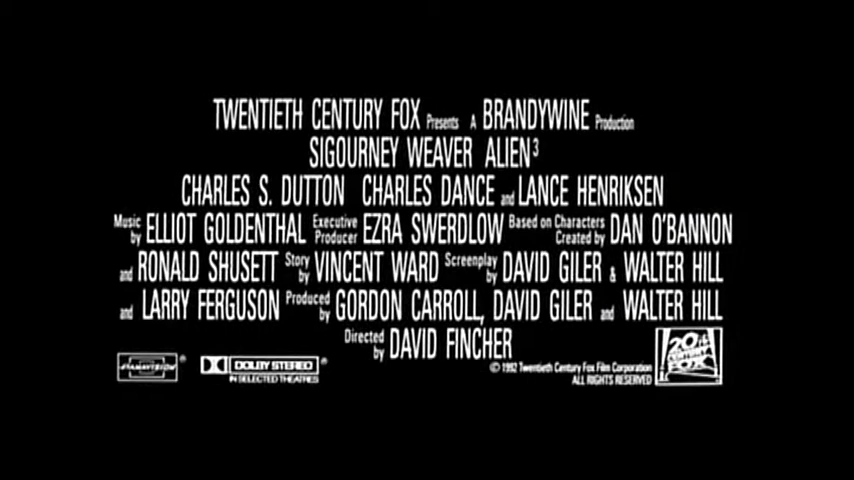 TWENTIETH CENTURY FOX Presents A BRANDYWINE Production
SIGOURNEY WEAVER ALIEN³
CHARLES S. DUTTON CHARLES DANCE and LANCE HENRIKSEN
Music by ELLIOT GOLDENTHAL Executive Producer EZRA SWERDLOW Based on Characters Created by DAN O'BANNON
and RONALD SHUSETT Story by VINCENT WARD Screenplay by DAVID GILER & WALTER HILL
and LARRY FERGUSON Produced by GORDON CARROLL, DAVID GILER and WALTER HILL
Directed by DAVID FINCHER
® DOLBY STEREO ®
IN SELECTED THEATRES
© 1992 Twentieth Century Fox Film Corporation
ALL RIGHTS RESERVED
20th
CENTURY
FOX